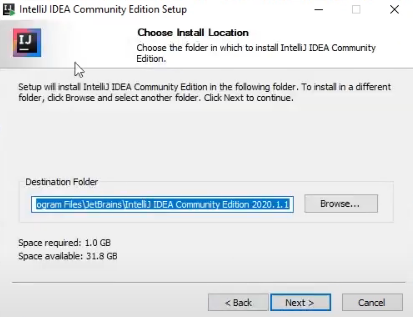 IntelliJ IDEA Community Edition Setup
IJ
Choose Install Location
Choose the folder in which to install IntelliJ IDEA Community
Edition.
Setup will install IntelliJ IDEA Community Edition in the following folder. To install in a different
folder, click Browse and select another folder. Click Next to continue.
Destination Folder
ogram Files\JetBrains\IntelliJ IDEA Community Edition 2020.1.1
Browse...
Space required: 1.0 GB
Space available: 31.8 GB
< Back
Next >
Cancel